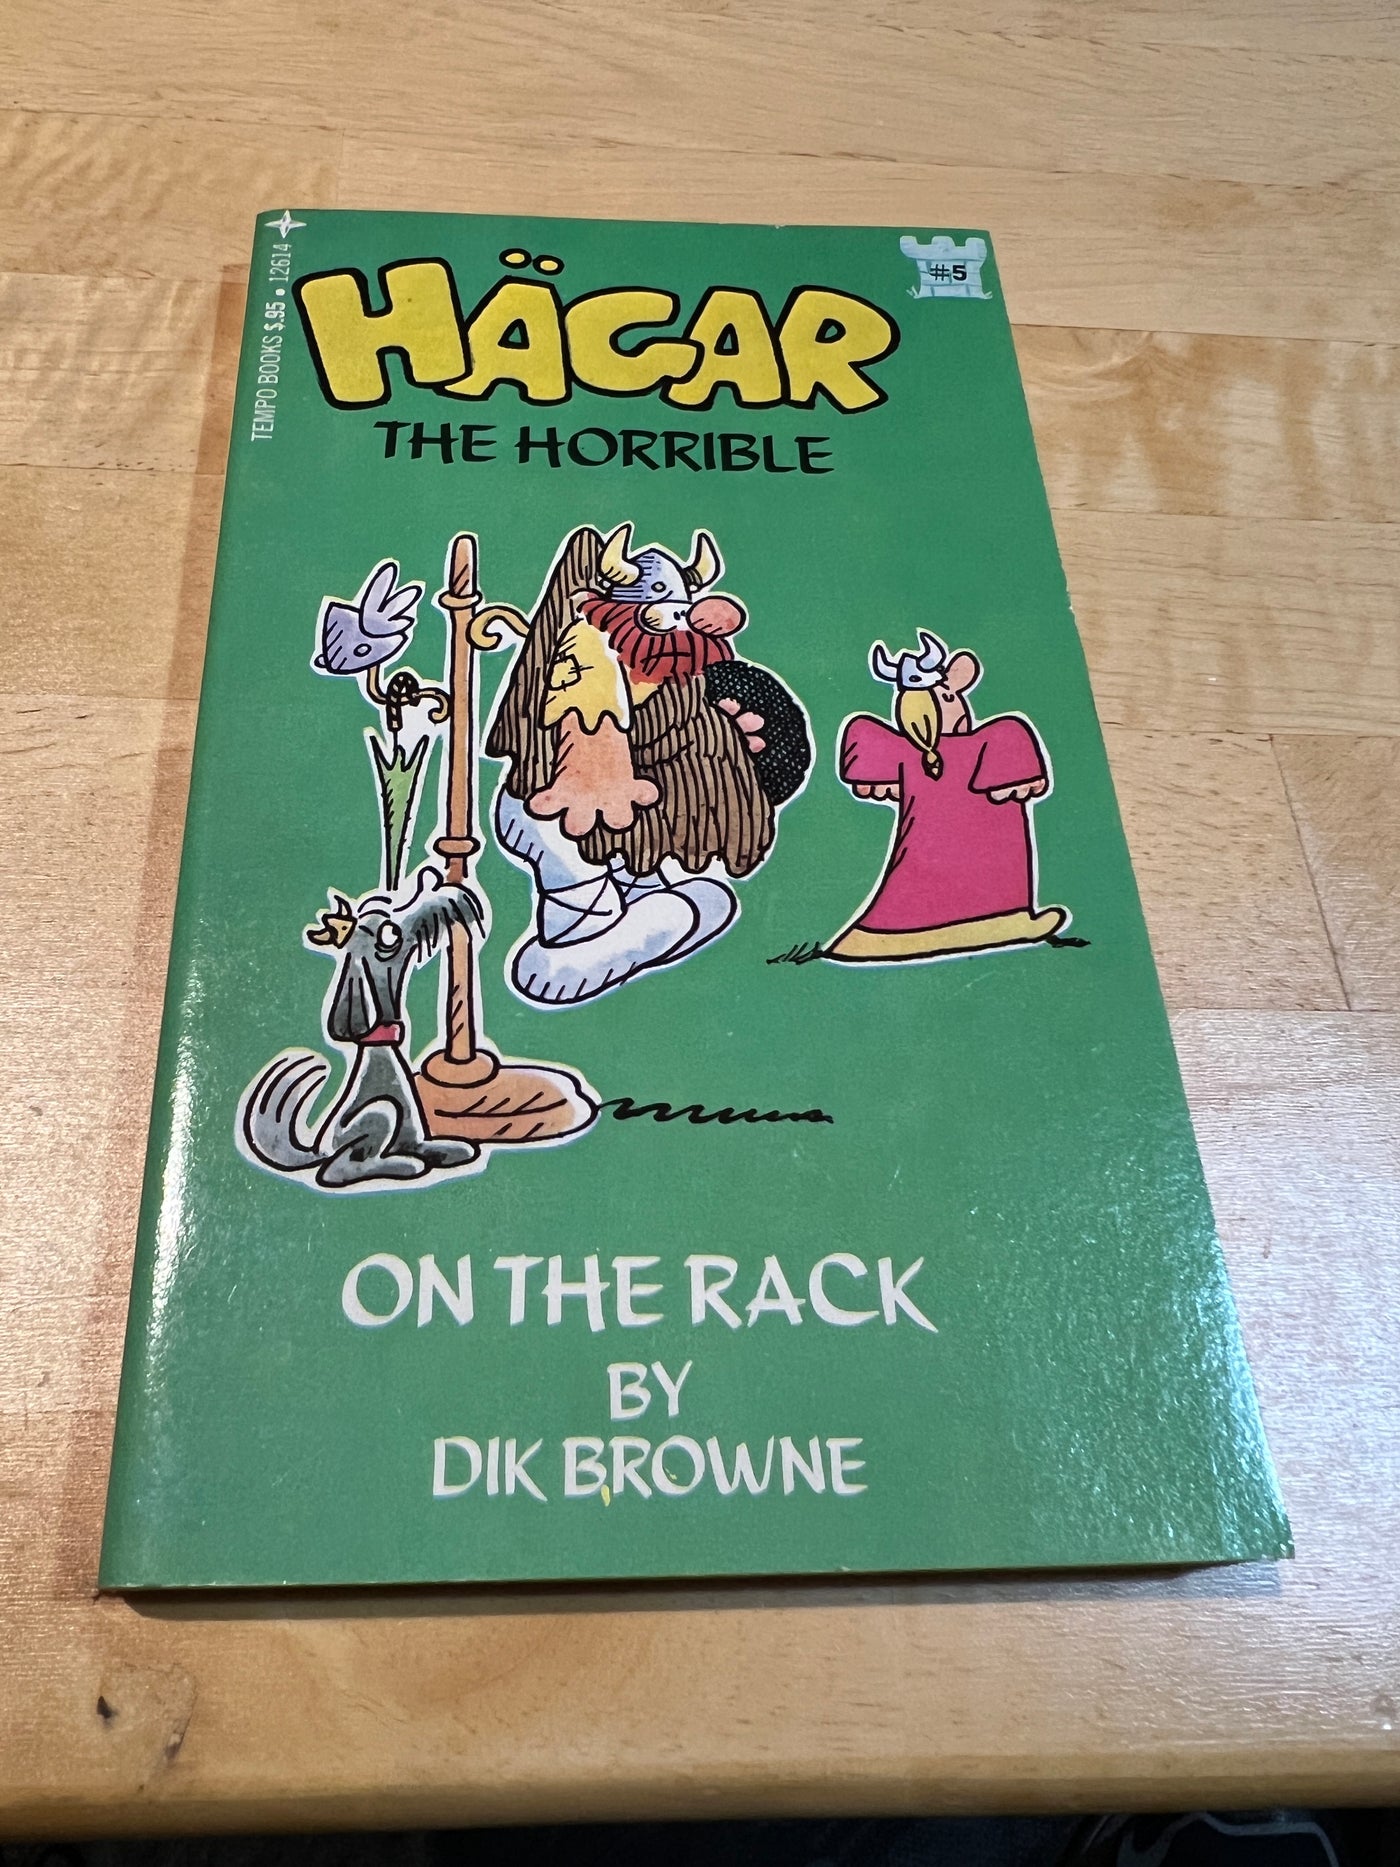 TEMPO BOOKS $.95 • 12614
#5
HÄGAR
THE HORRIBLE
ON THE RACK
BY
DIK BROWNE